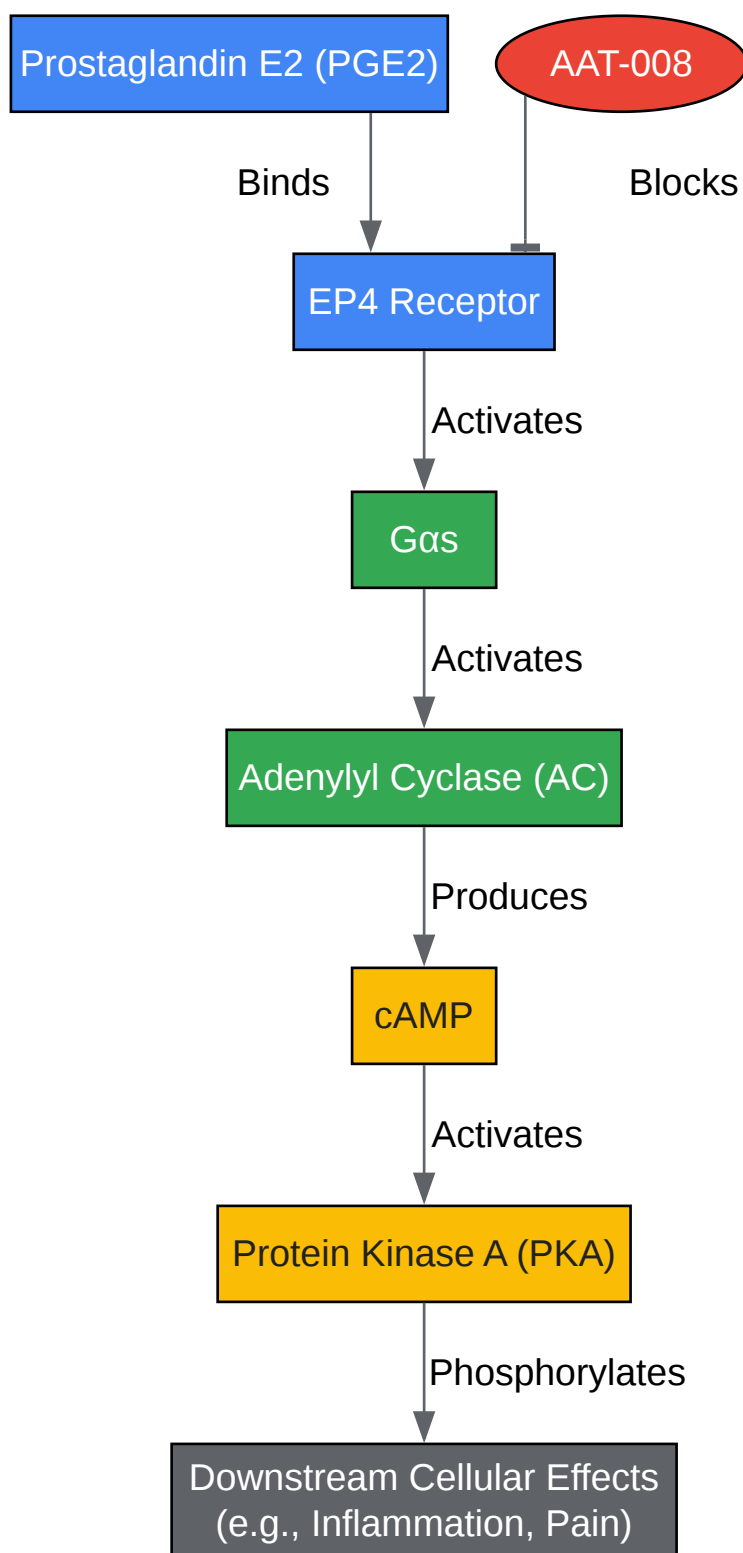 Prostaglandin E2 (PGE2)
AAT-008
Binds
Blocks
EP4 Receptor
Activates
Gαs
Activates
Adenylyl Cyclase (AC)
Produces
cAMP
Activates
Protein Kinase A (PKA)
Phosphorylates
Downstream Cellular Effects
(e.g., Inflammation, Pain)